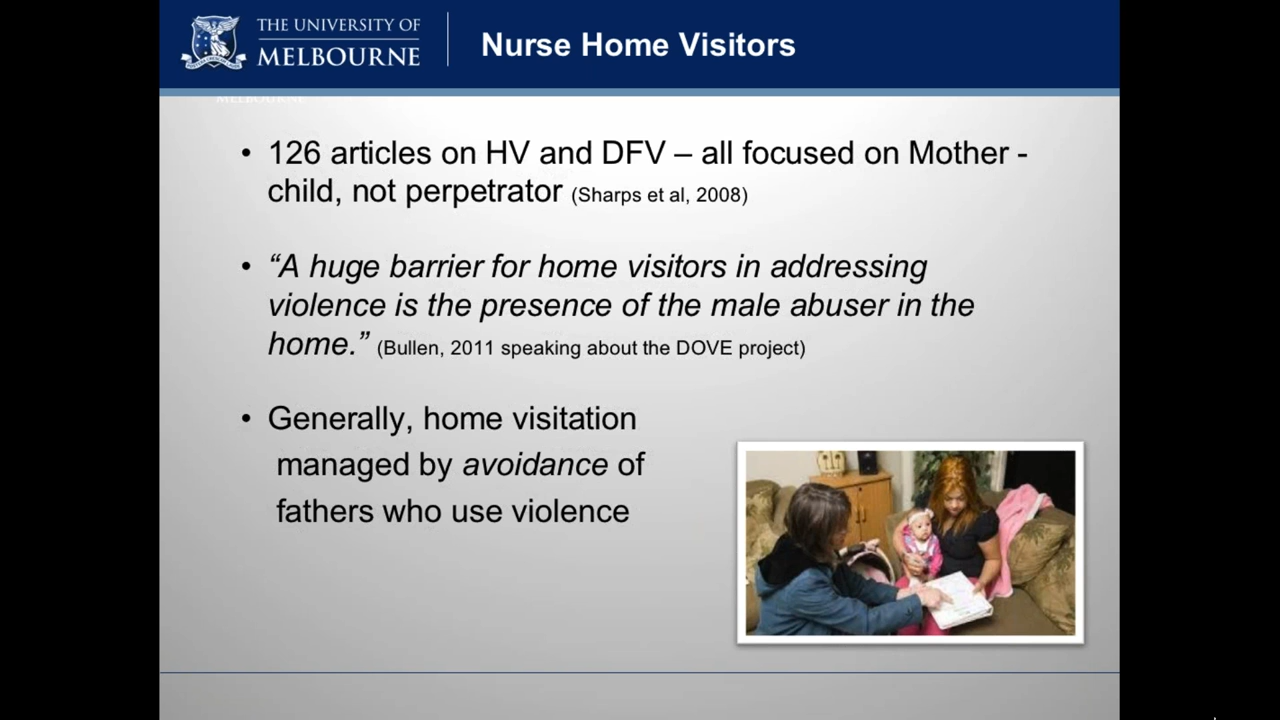 THE UNIVERSITY OF
MELBOURNE
Nurse Home Visitors
MELBOURNE
• 126 articles on HV and DFV – all focused on Mother -
child, not perpetrator (Sharps et al, 2008)
• “A huge barrier for home visitors in addressing
violence is the presence of the male abuser in the
home.” (Bullen, 2011 speaking about the DOVE project)
• Generally, home visitation
managed by avoidance of
fathers who use violence